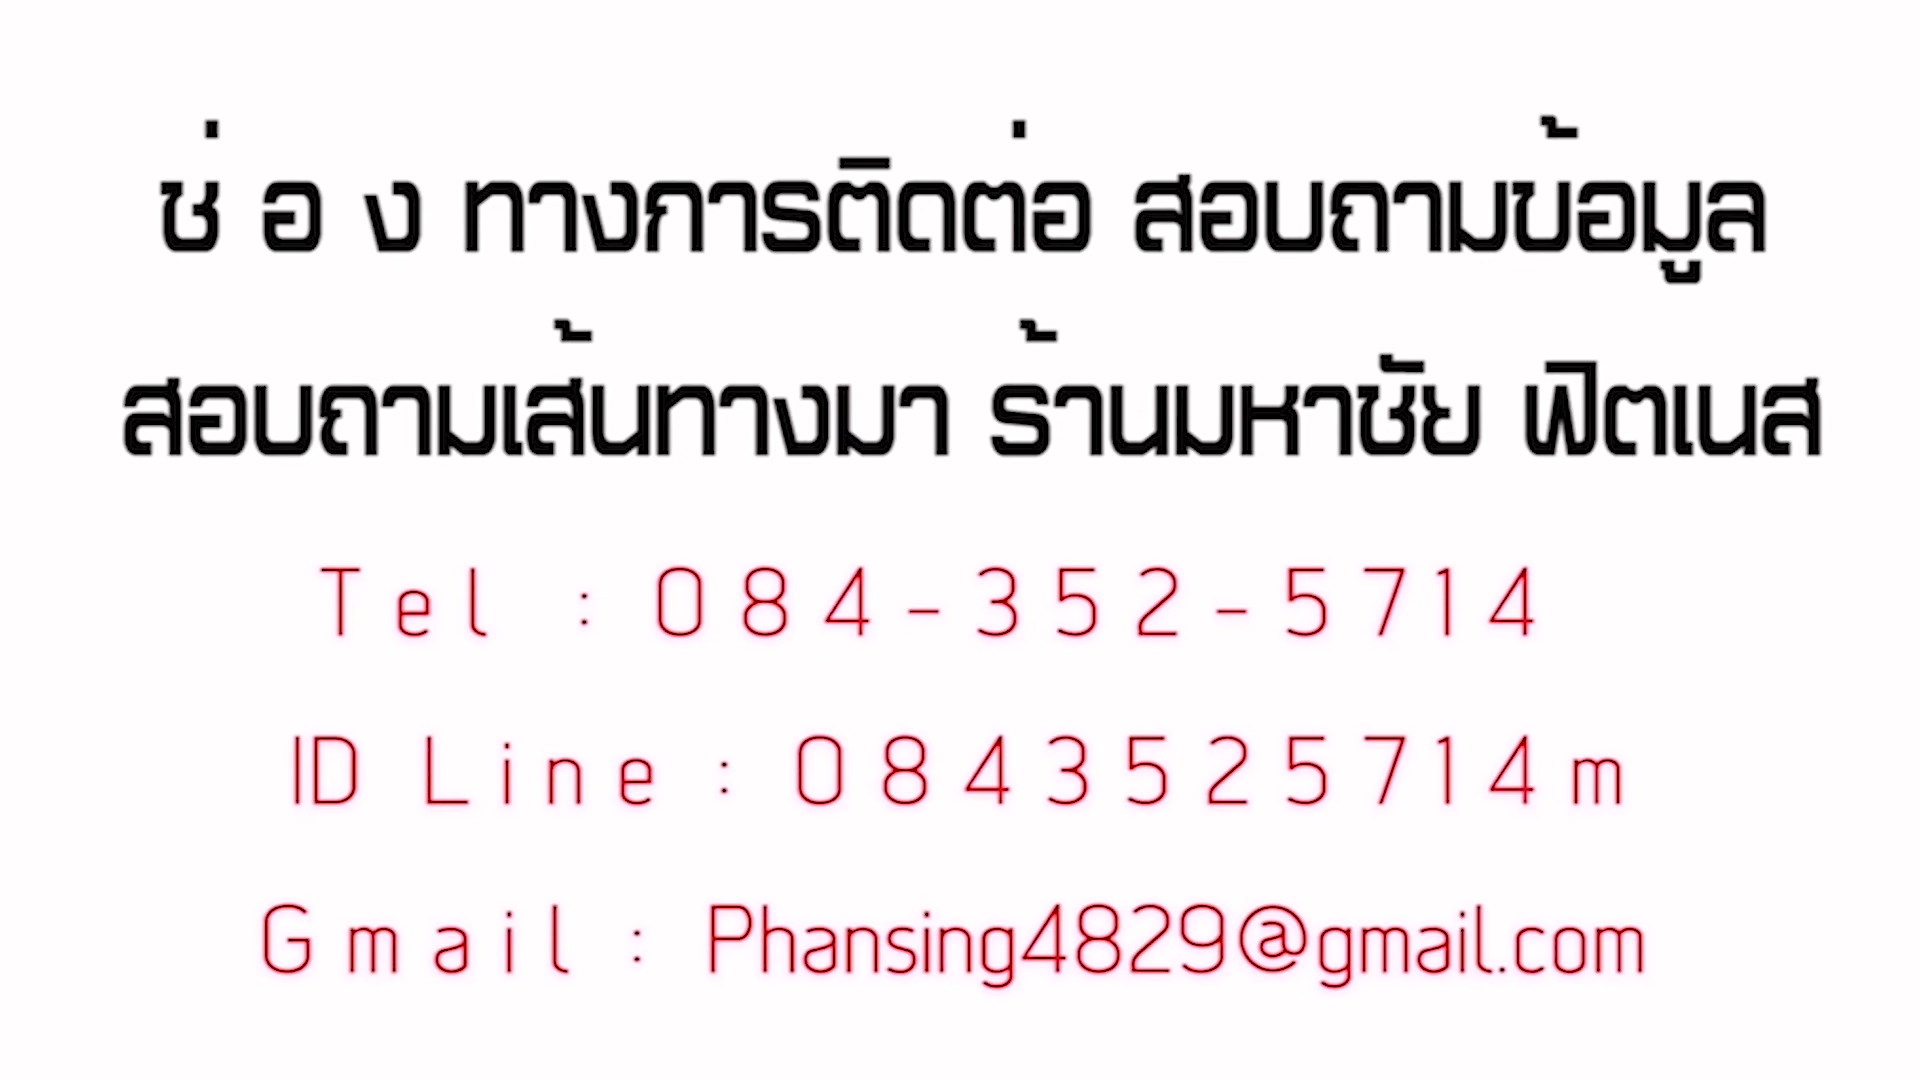 ช่ อ ง ทางการติดต่อ สอบถามข้อมูล
สอบถามเส้นทางมา ร้านมหาชัย ฟิตเนส
Tel : 084-352-5714
ID Line : 0843525714m
Gmail : Phansing4829@gmail.com